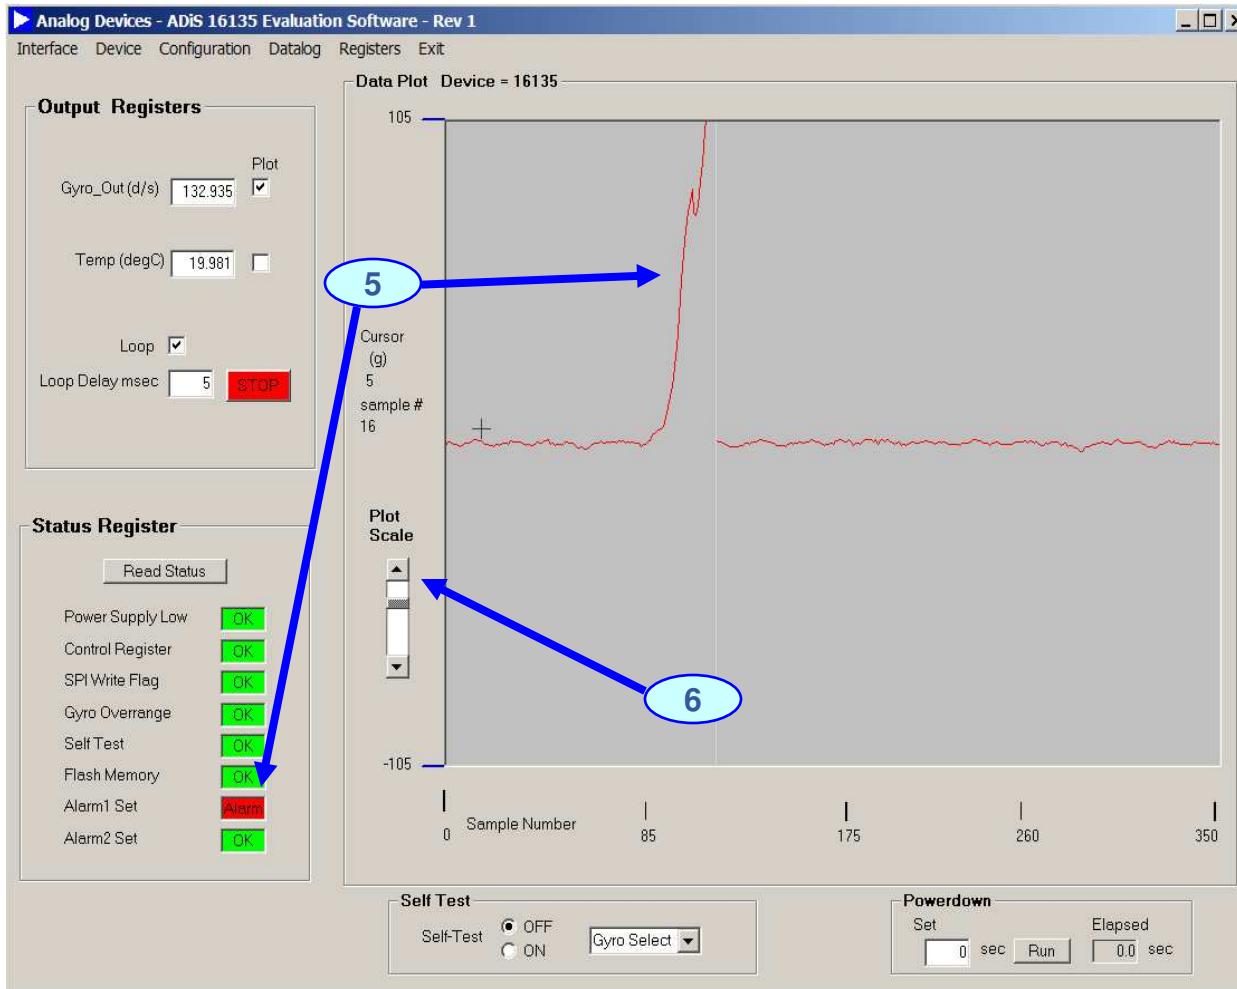 Analog Devices - ADiS 16135 Evaluation Software - Rev 1
Interface Device Configuration Datalog Registers Exit
Output Registers
Plot
Gyro_Out (d/s) 132.935
Temp (degC) 19.981
Loop
Loop Delay msec 5 STOP
Status Register
Read Status
Power Supply Low OK
Control Register OK
SPI Write Flag OK
Gyro Overrange OK
Self Test OK
Flash Memory OK
Alarm1 Set Alarm
Alarm2 Set OK
Data Plot Device = 16135
105
5
Cursor
(g)
5
sample #
16
Plot
Scale
6
-105
0 Sample Number 85 175 260 350
Self Test
Self-Test OFF
ON
Gyro Select
Powerdown
Set Elapsed
0 sec Run 0.0 sec